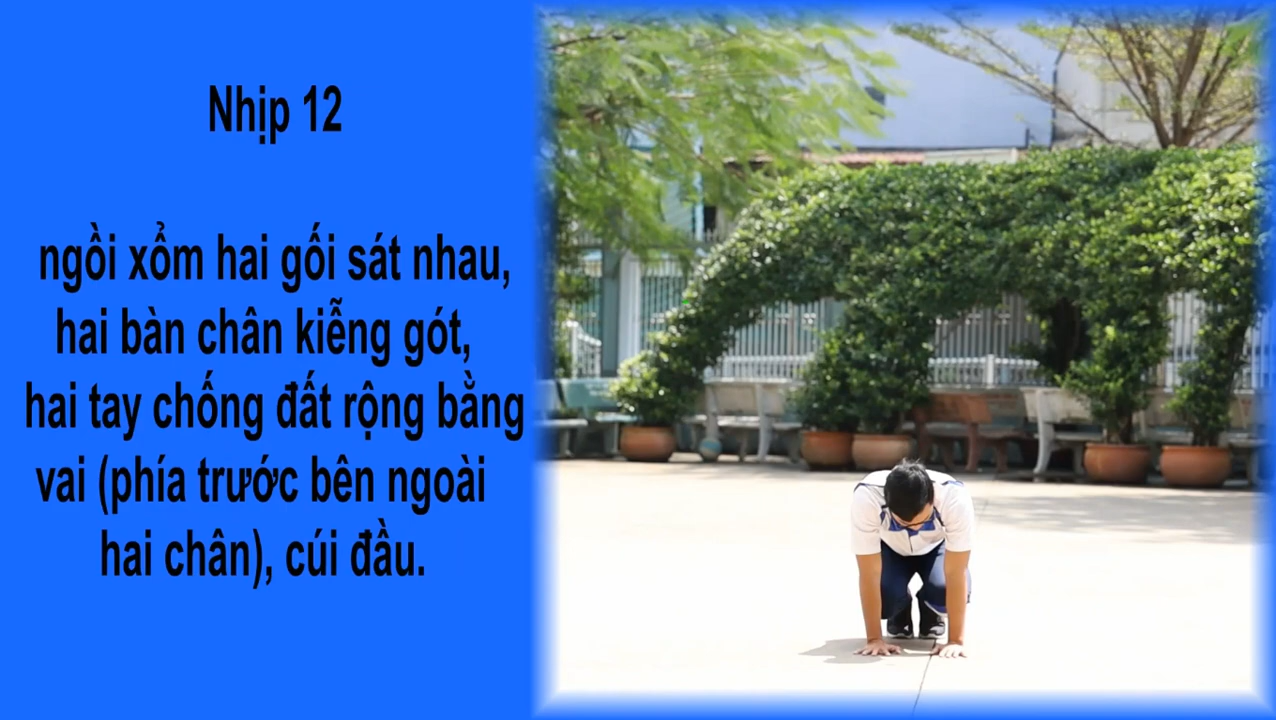 Nhịp 12
ngồi xổm hai gối sát nhau,
hai bàn chân kiễng gót,
hai tay chống đất rộng bằng
vai (phía trước bên ngoài
hai chân), cúi đầu.